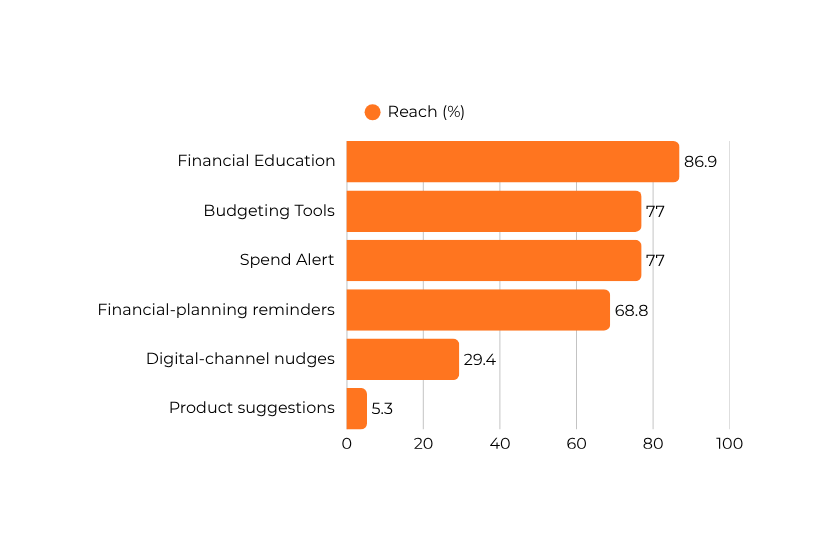 Reach (%)
Financial Education 86.9
Budgeting Tools 77
Spend Alert 77
Financial-planning reminders 68.8
Digital-channel nudges 29.4
Product suggestions 5.3
0 20 40 60 80 100